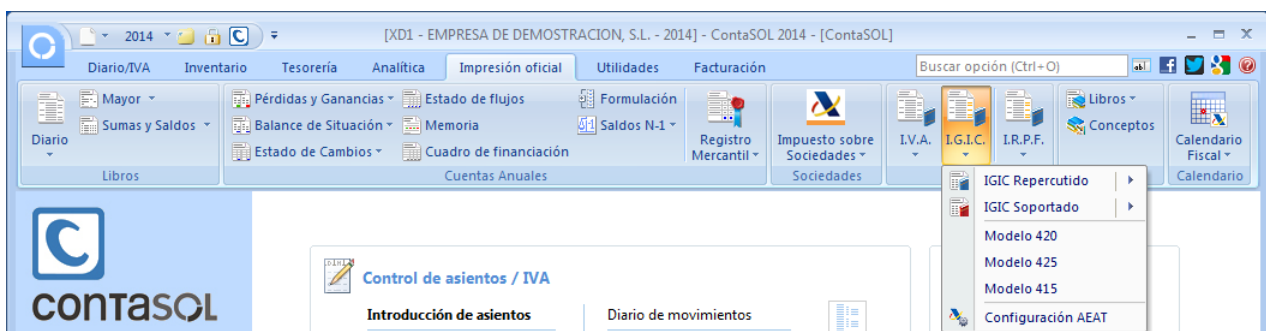 2014
[XD1 - EMPRESA DE DEMOSTRACION, S.L. - 2014] - ContaSOL 2014 - [ContaSOL]
Diario/IVA Inventario Tesorería Analítica Impresión oficial Utilidades Facturación Buscar opción (Ctrl+O)
Diario
Mayor
Sumas y Saldos
Libros
Pérdidas y Ganancias
Balance de Situación
Estado de Cambios
Estado de flujos
Memoria
Cuadro de financiación
Formulación
Saldos N-1
Registro
Mercantil
Cuentas Anuales
Impuesto sobre
Sociedades
Sociedades
I.V.A.
I.G.I.C.
I.R.P.F.
Libros
Conceptos
Calendario
Fiscal
Calendario
IGIC Repercutido
IGIC Soportado
Modelo 420
Modelo 425
Modelo 415
Configuración AEAT
contasol
Control de asientos / IVA
Introducción de asientos
Diario de movimientos